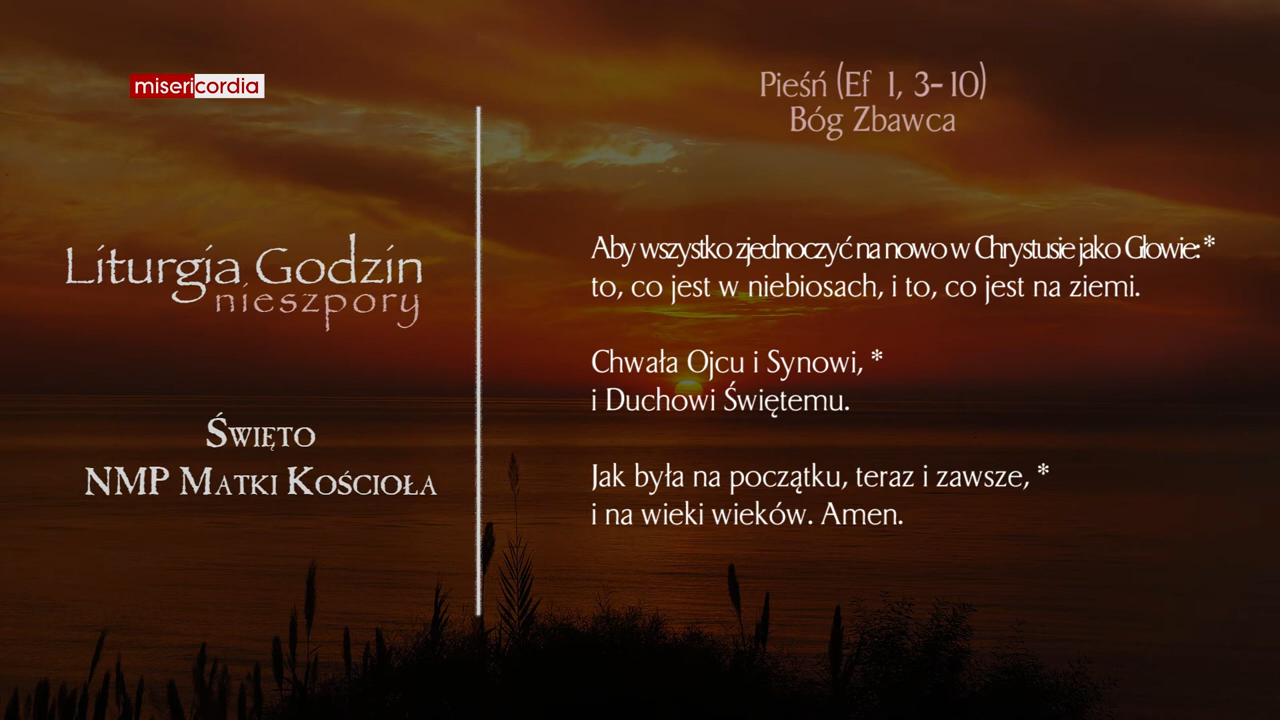 misericordia
Liturgia Godzin
nieszpory
Święto
NMP Matki Kościoła
Pieśń (Ef 1, 3-10)
Bóg Zbawca
Aby wszystko zjednoczyć na nowo w Chrystusie jako Głowie: *
to, co jest w niebiosach, i to, co jest na ziemi.
Chwała Ojcu i Synowi, *
i Duchowi Świętemu.
Jak była na początku, teraz i zawsze, *
i na wieki wieków. Amen.